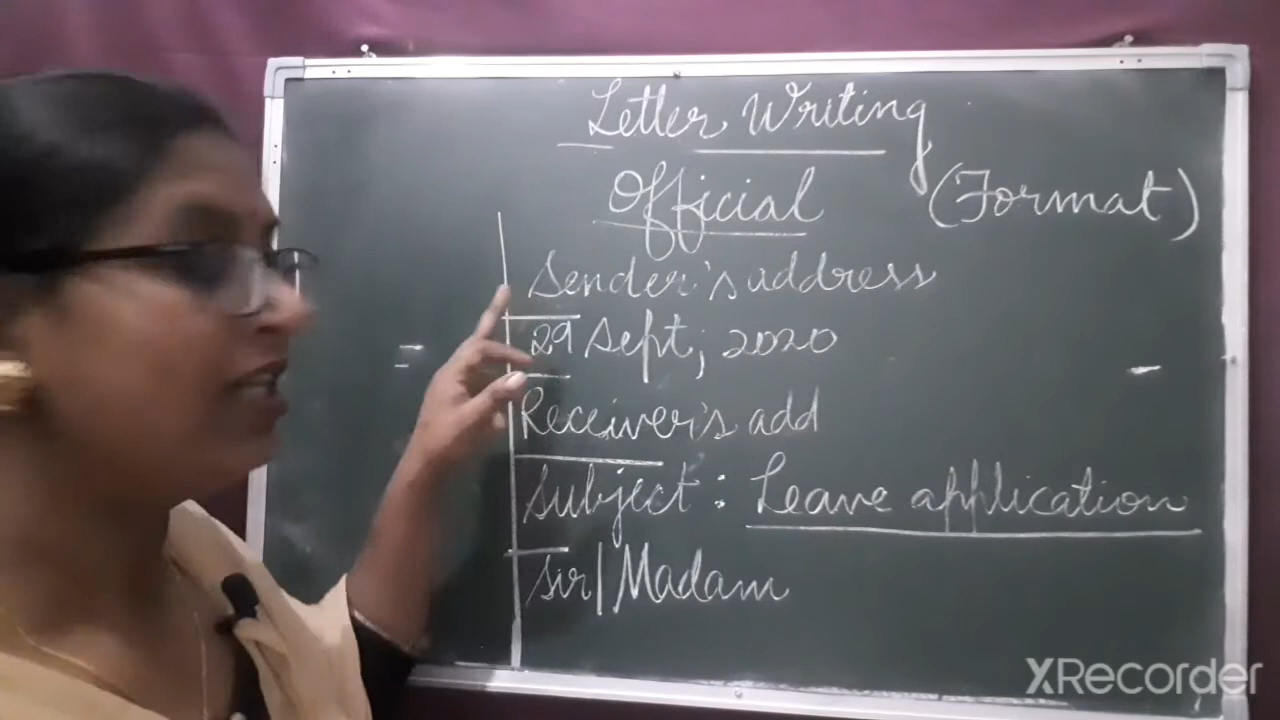 Letter Writing
Official (Format)
Sender's address
29 Sept; 2020
Receiver's add
Subject : Leave application
Sir/Madam
XRecorder